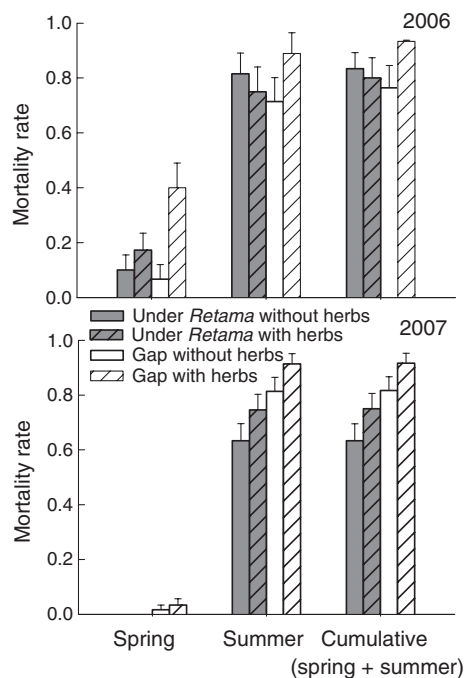 2006
Mortality rate
1.0
0.8
0.6
0.4
0.2
0.0
Under Retama without herbs
Under Retama with herbs
Gap without herbs
Gap with herbs
2007
Mortality rate
1.0
0.8
0.6
0.4
0.2
0.0
Spring Summer Cumulative
(spring + summer)